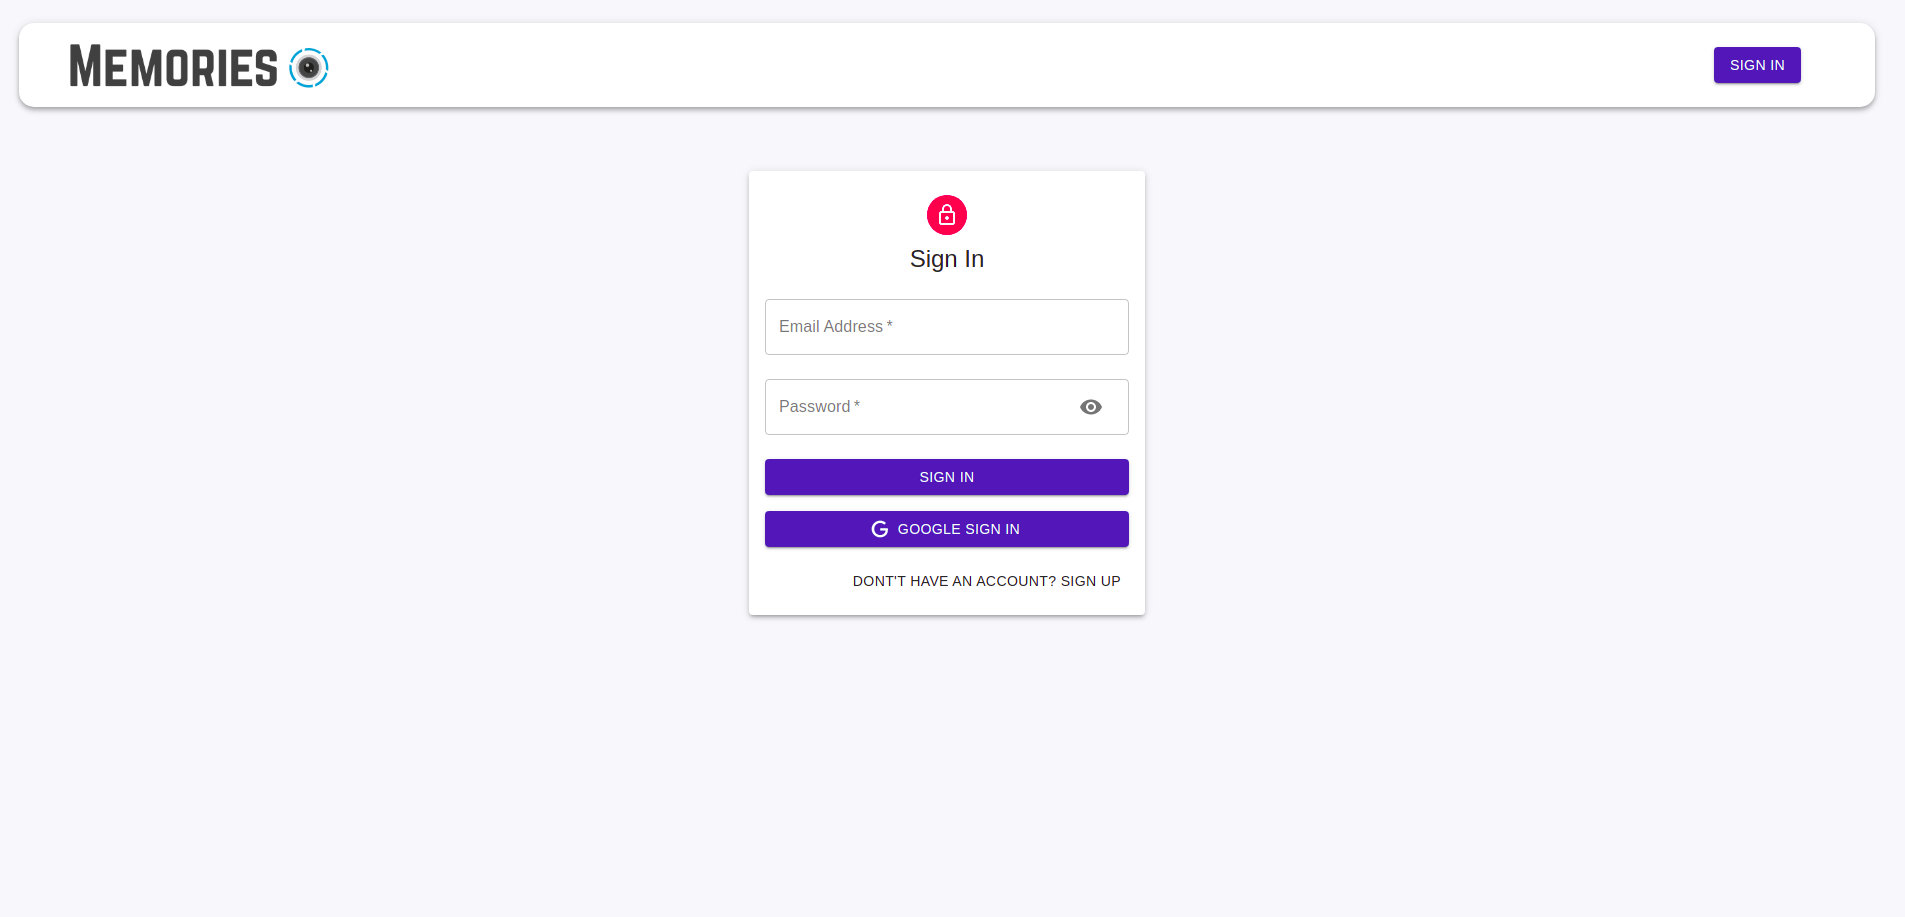 MEMORIES
SIGN IN
Sign In
Email Address *
Password *
SIGN IN
GOOGLE SIGN IN
DONT'T HAVE AN ACCOUNT? SIGN UP